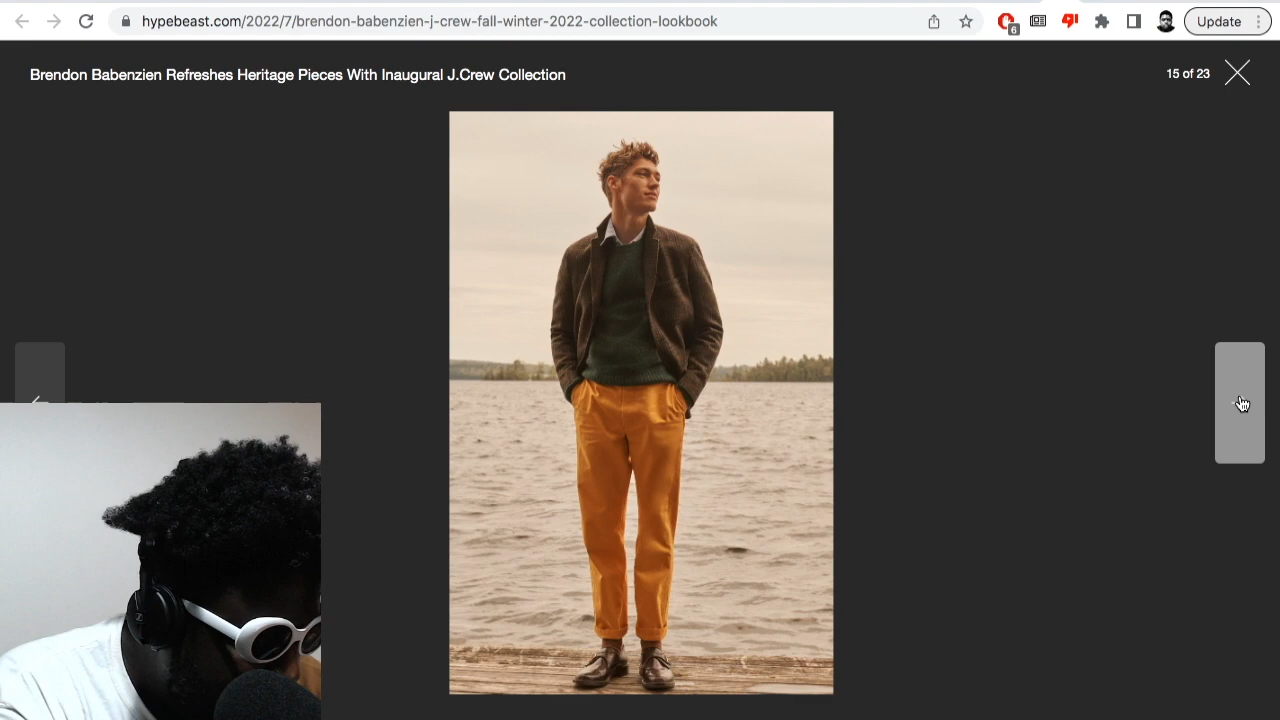 hypebeast.com/2022/7/brendon-babenzien-j-crew-fall-winter-2022-collection-lookbook
6
Update
Brendon Babenzien Refreshes Heritage Pieces With Inaugural J.Crew Collection
15 of 23